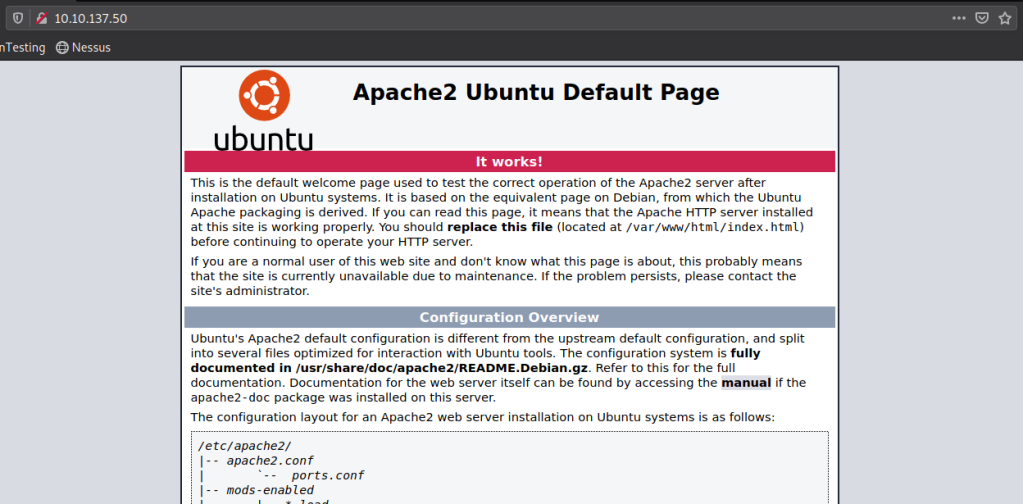 10.10.137.50
nTesting Nessus
Apache2 Ubuntu Default Page
ubuntu
It works!
This is the default welcome page used to test the correct operation of the Apache2 server after
installation on Ubuntu systems. It is based on the equivalent page on Debian, from which the Ubuntu
Apache packaging is derived. If you can read this page, it means that the Apache HTTP server installed
at this site is working properly. You should replace this file (located at /var/www/html/index.html)
before continuing to operate your HTTP server.
If you are a normal user of this web site and don't know what this page is about, this probably means
that the site is currently unavailable due to maintenance. If the problem persists, please contact the
site's administrator.
Configuration Overview
Ubuntu's Apache2 default configuration is different from the upstream default configuration, and split
into several files optimized for interaction with Ubuntu tools. The configuration system is fully
documented in /usr/share/doc/apache2/README.Debian.gz. Refer to this for the full
documentation. Documentation for the web server itself can be found by accessing the manual if the
apache2-doc package was installed on this server.
The configuration layout for an Apache2 web server installation on Ubuntu systems is as follows:
/etc/apache2/
|-- apache2.conf
|       `--  ports.conf
|-- mods-enabled
|       |-- *.load